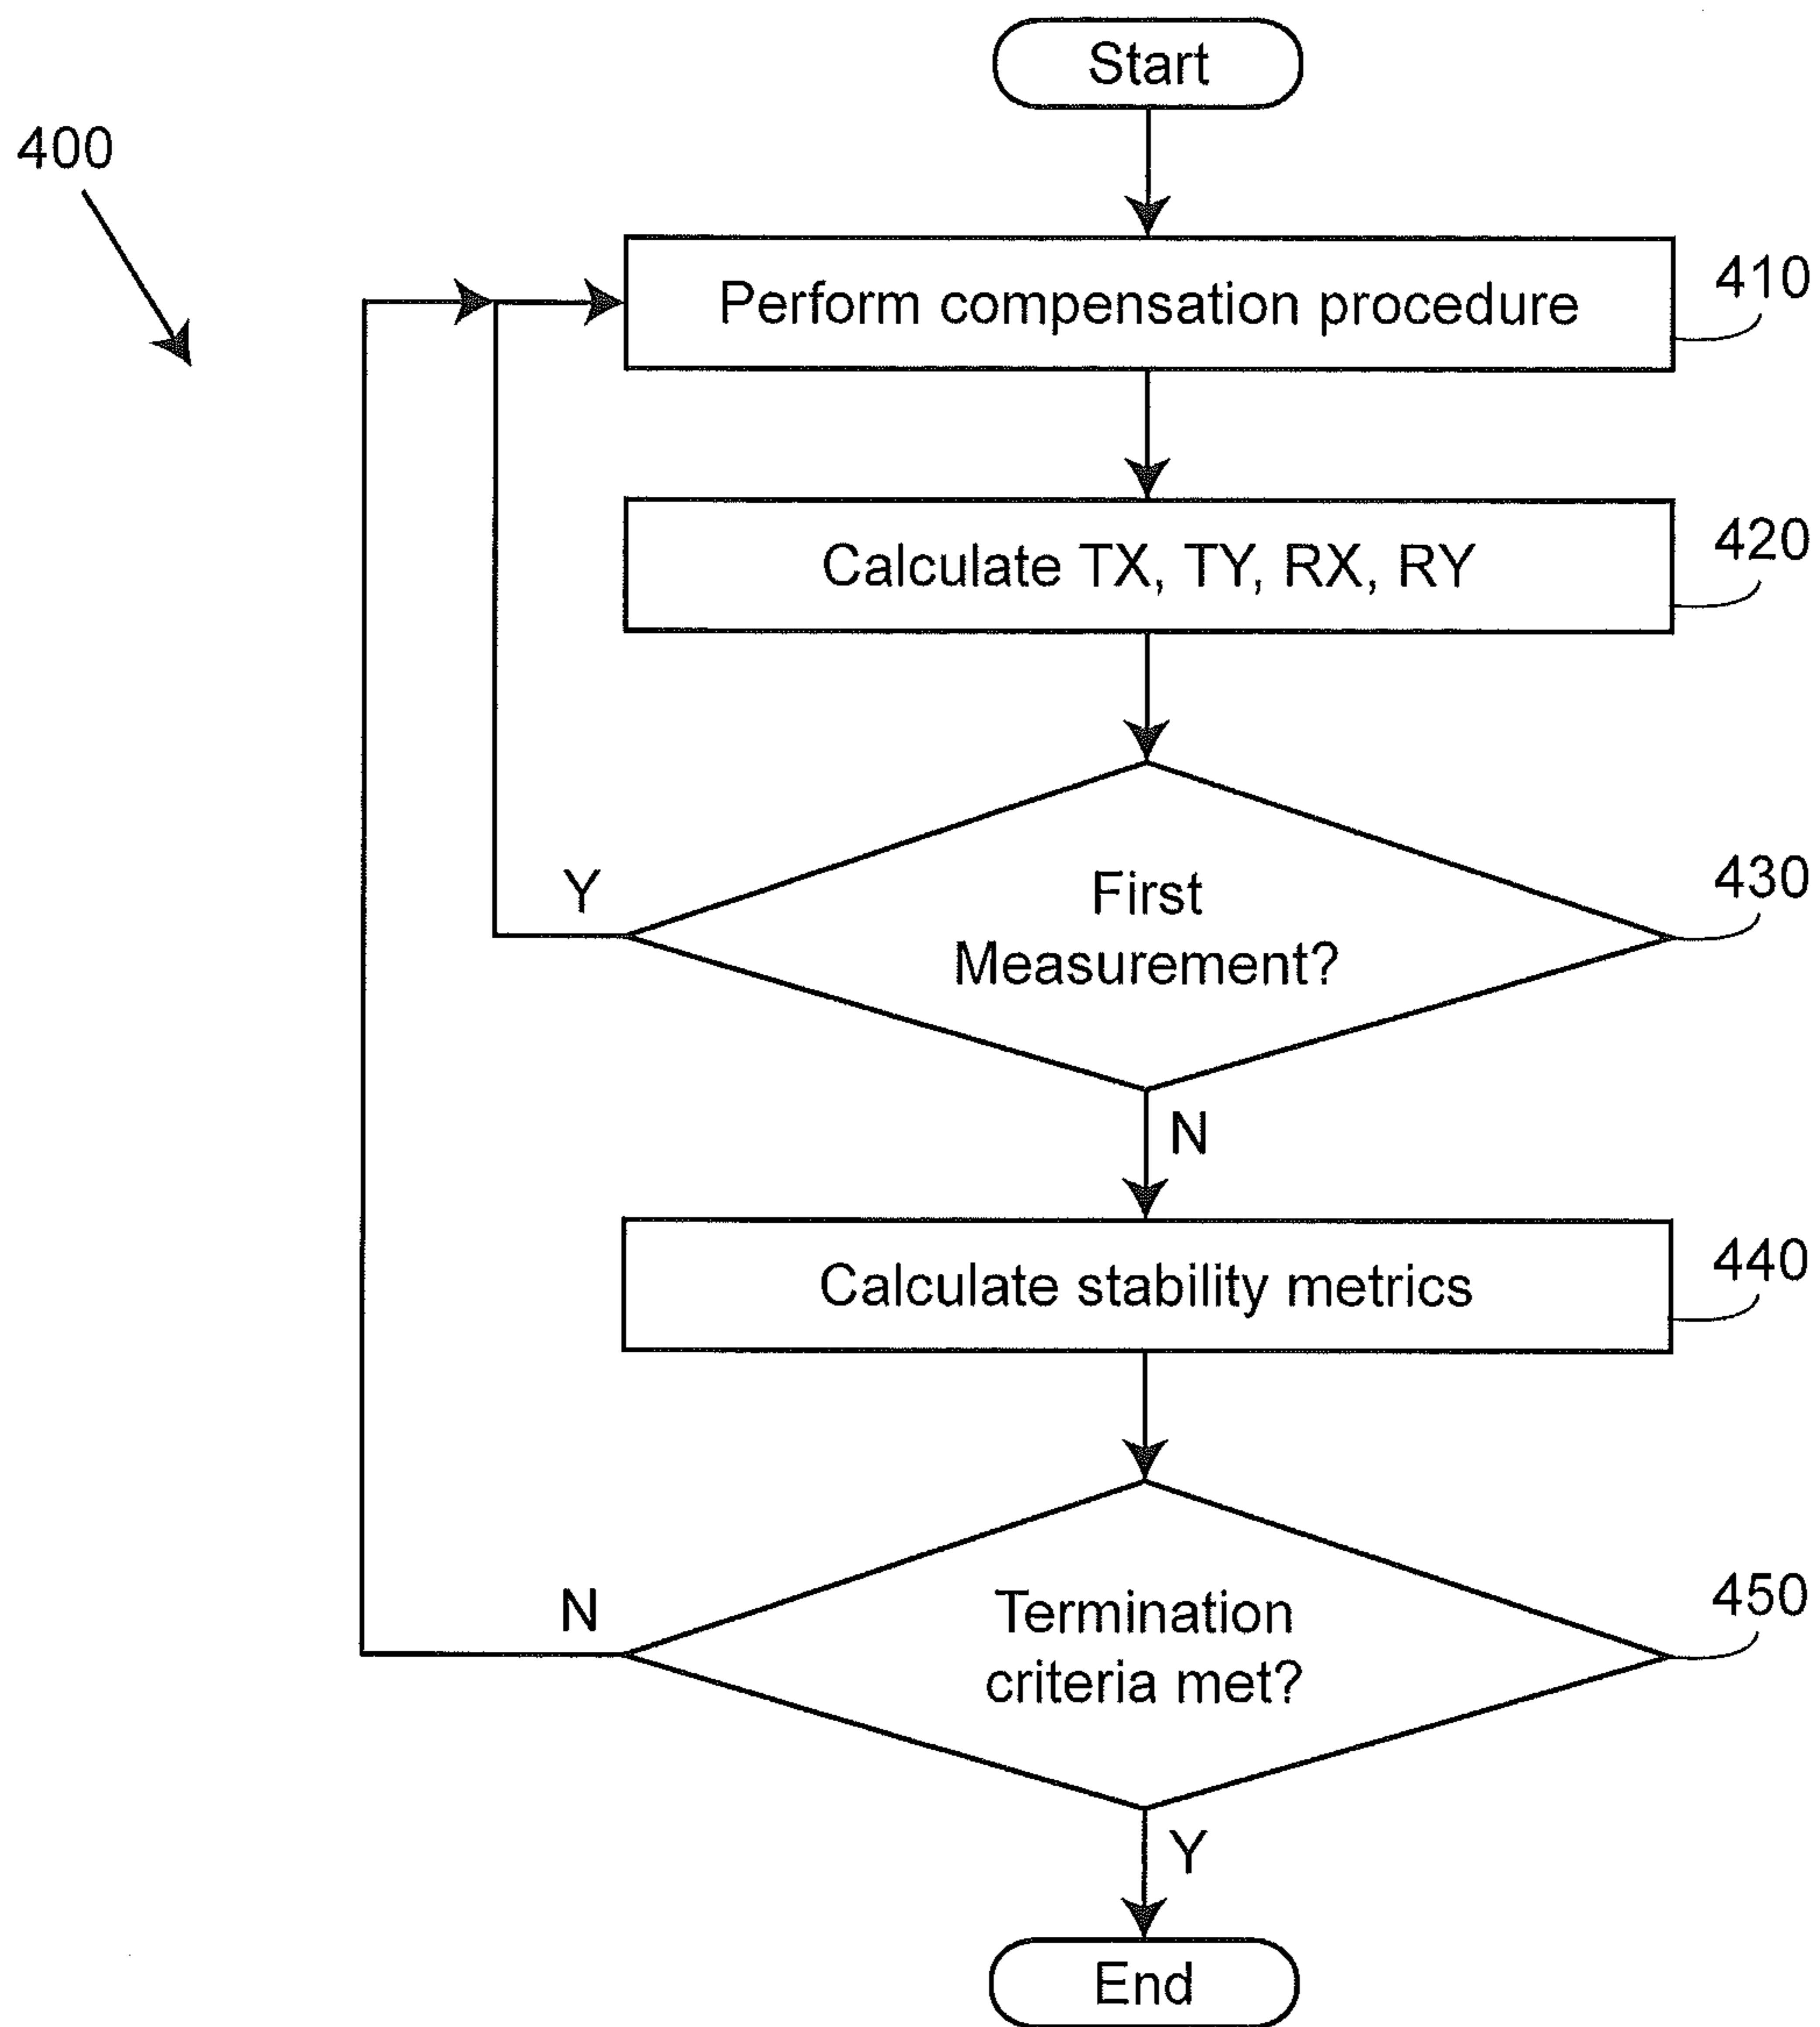 Start
400
Perform compensation procedure
410
Calculate TX, TY, RX, RY
420
First
Measurement?
430
Y
N
Calculate stability metrics
440
Termination
criteria met?
450
N
Y
End